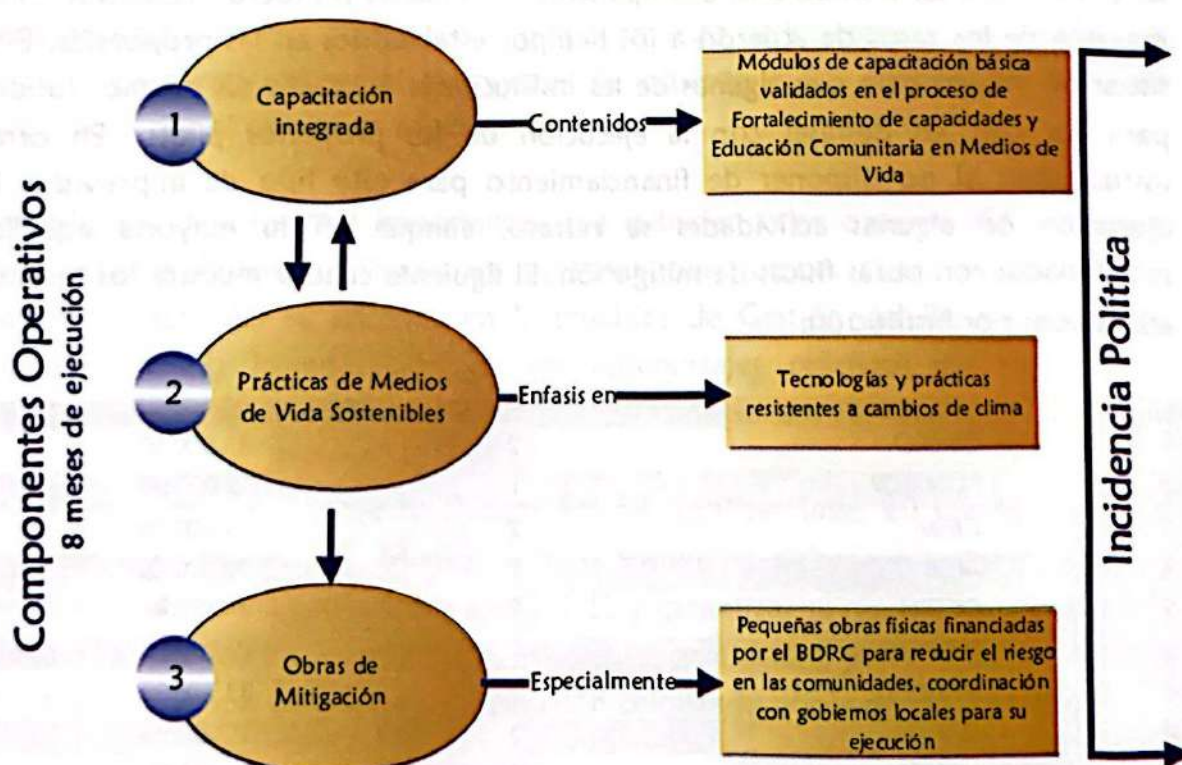 Componentes Operativos
8 meses de ejecución
1
Capacitación
integrada
Contenidos
Módulos de capacitación básica
validados en el proceso de
Fortalecimiento de capacidades y
Educación Comunitaria en Medios de
Vida
2
Prácticas de Medios
de Vida Sostenibles
Enfasis en
Tecnologías y prácticas
resistentes a cambios de clima
3
Obras de
Mitigación
Especialmente
Pequeñas obras físicas financiadas
por el BDRC para reducir el riesgo
en las comunidades, coordinación
con gobiernos locales para su
ejecución
Incidencia Política